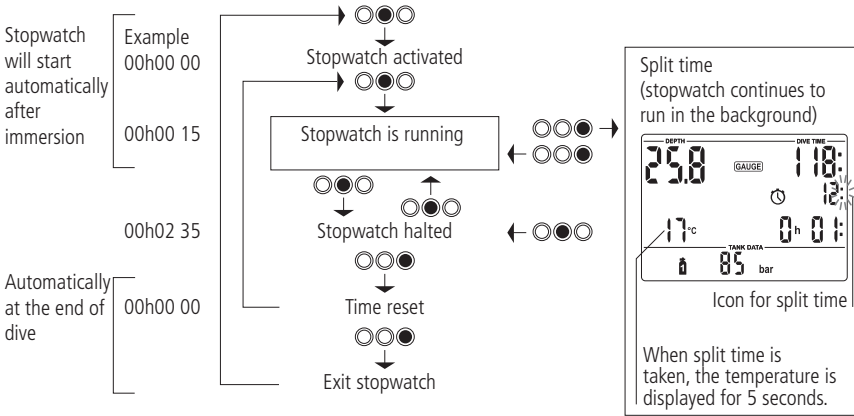 Stopwatch
will start
automatically
after
immersion
Example
00h00 00
00h00 15
00h02 35
Automatically
at the end of
dive
00h00 00
Stopwatch activated
Stopwatch is running
Stopwatch halted
Time reset
Exit stopwatch
Split time
(stopwatch continues to
run in the background)
DEPTH
DIVE TIME
25.8
GAUGE
118:
12:
17°C
0h 01:
TANK DATA
1
85 bar
Icon for split time
When split time is
taken, the temperature is
displayed for 5 seconds.